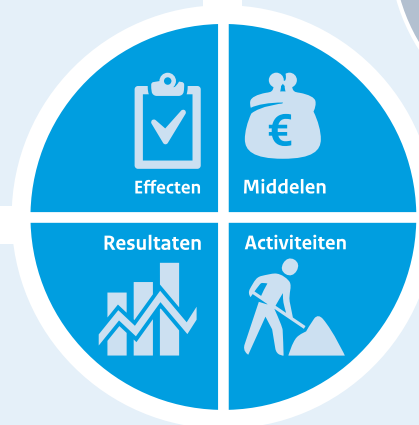 Effecten
Middelen
Resultaten
Activiteiten
€